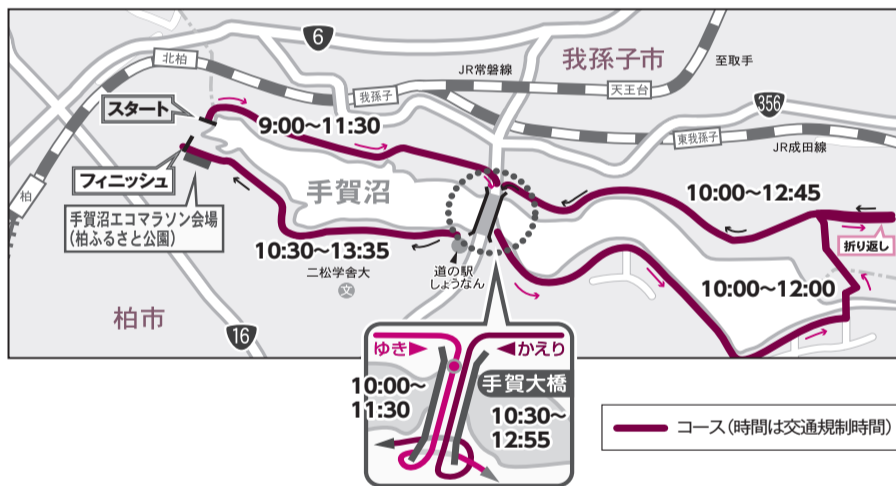 6
我孫子市
至取手
北柏
JR常磐線
我孫子
天王台
356
スタート
9:00～11:30
東我孫子
JR成田線
フィニッシュ
手賀沼
10:00～12:45
柏
手賀沼エコマラソン会場
(柏ふるさと公園)
折り返し
10:30～13:35
二松学舎大
文
道の駅
しょうなん
10:00～12:00
柏市
16
ゆき
かえり
10:00～
11:30
手賀大橋
10:30～
12:55
コース(時間は交通規制時間)